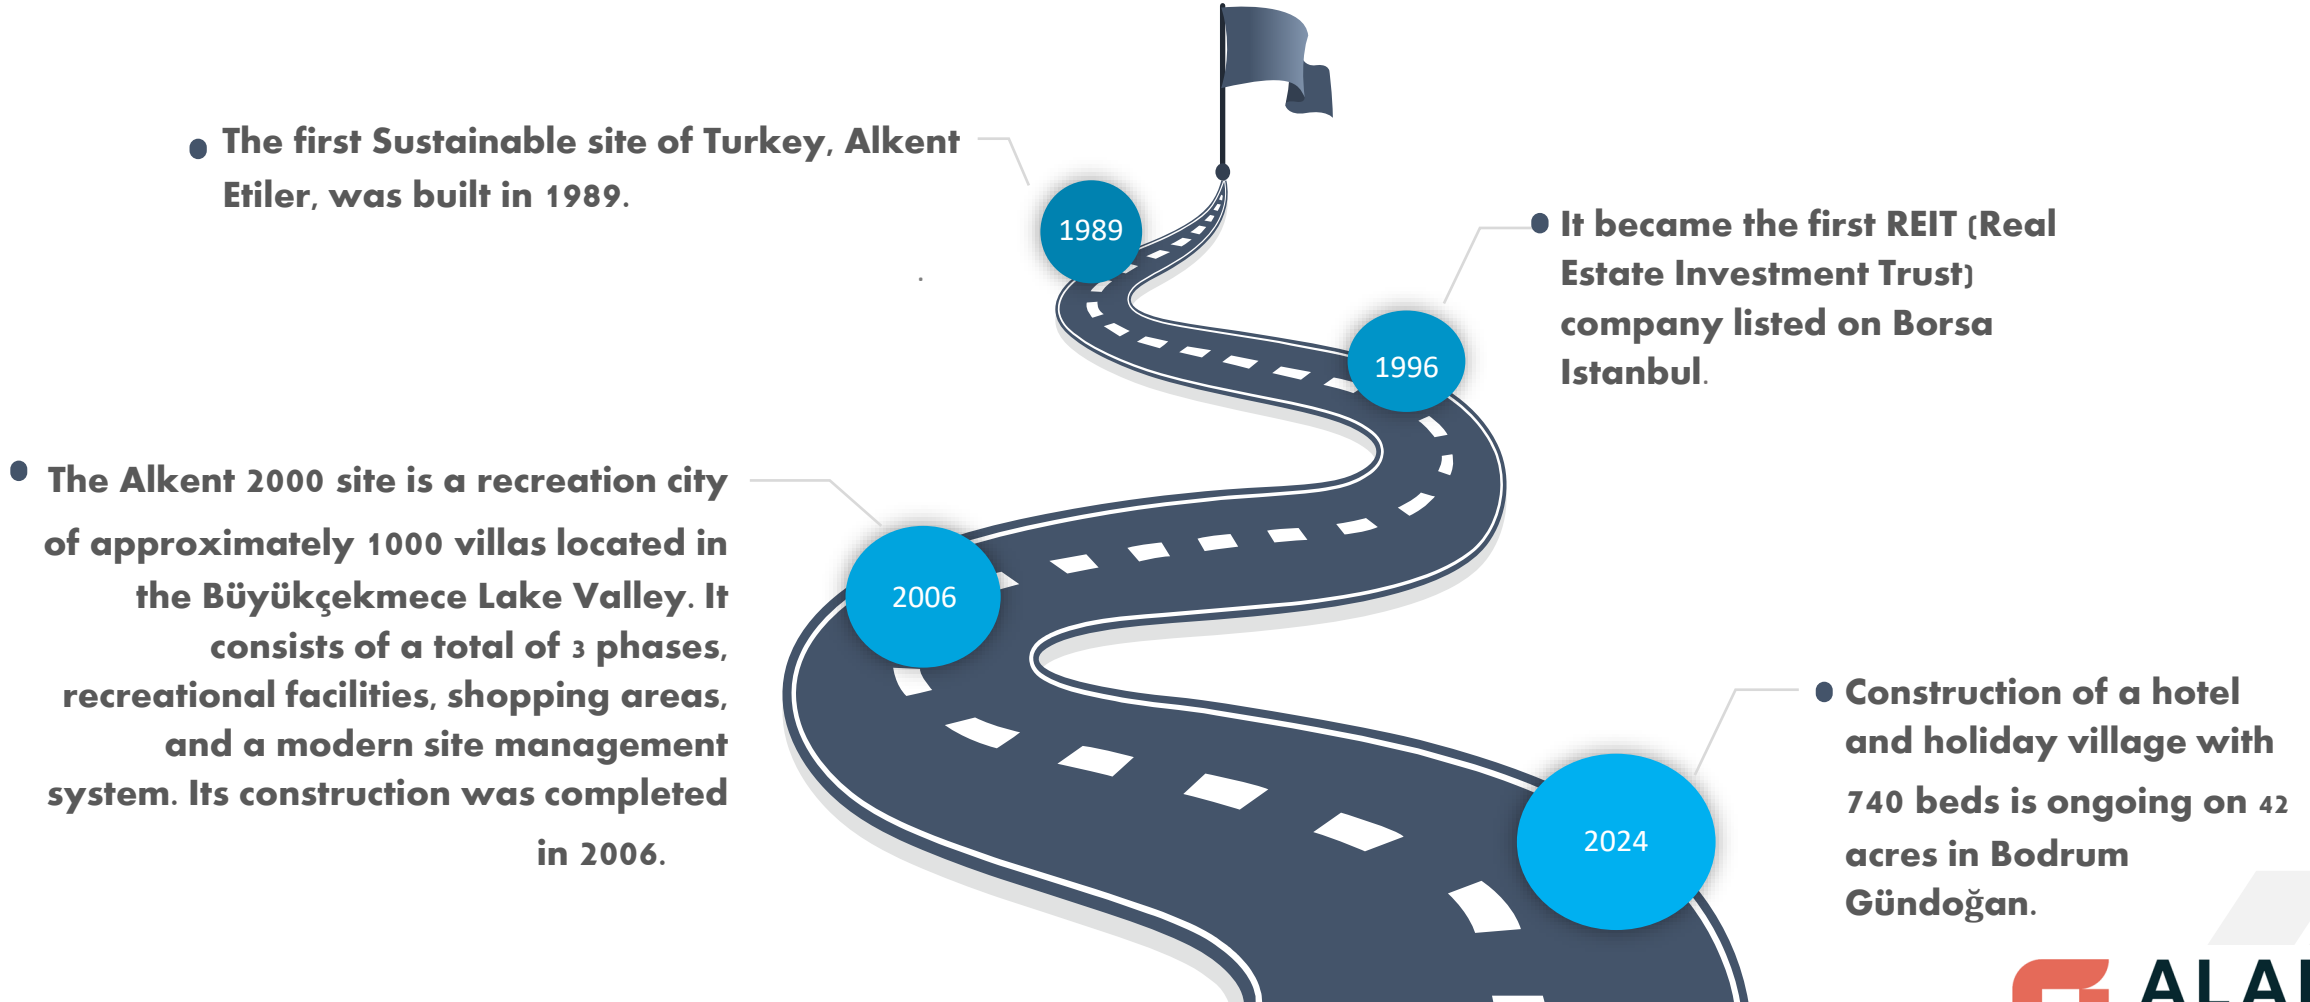 The first Sustainable site of Turkey, Alkent
Etiler, was built in 1989.
.
1989
It became the first REIT (Real
Estate Investment Trust)
company listed on Borsa
Istanbul.
1996
The Alkent 2000 site is a recreation city
of approximately 1000 villas located in
the Büyükçekmece Lake Valley. It
consists of a total of 3 phases,
recreational facilities, shopping areas,
and a modern site management
system. Its construction was completed
in 2006.
2006
Construction of a hotel
and holiday village with
740 beds is ongoing on 42
acres in Bodrum
Gündoğan.
2024